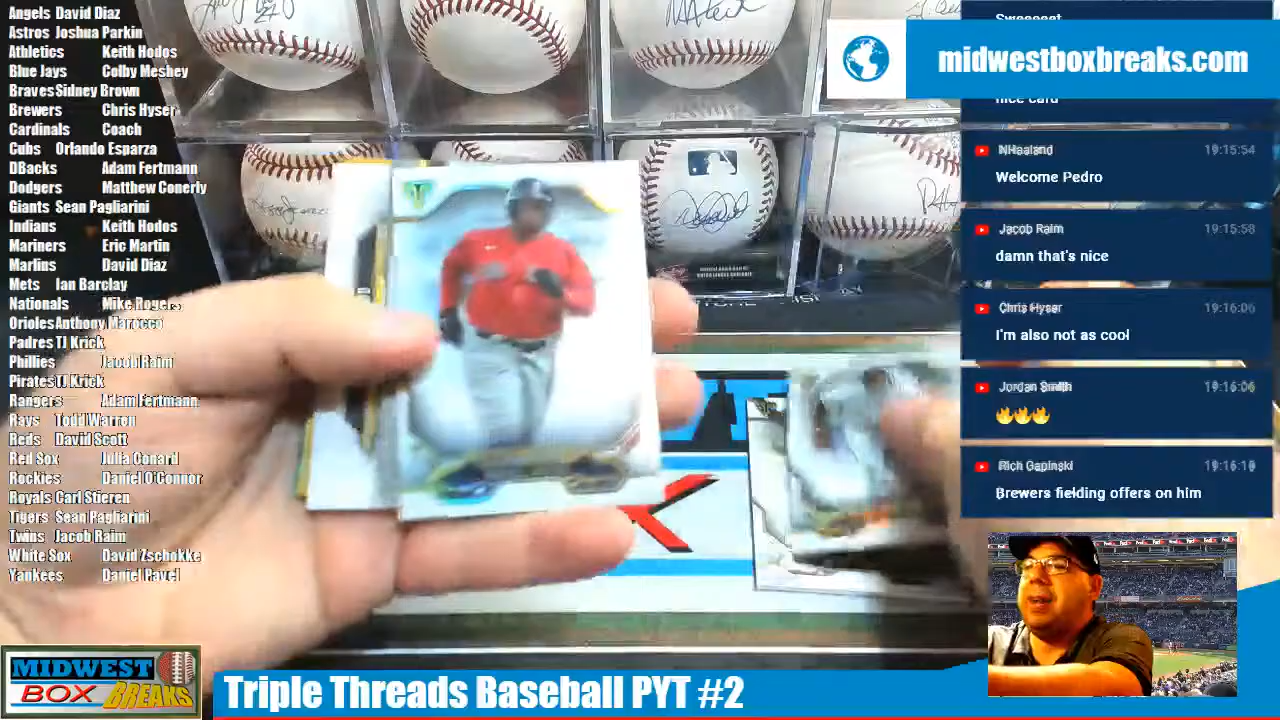 Angels David Diaz
Astros Joshua Parkin
Athletics Keith Hodos
Blue Jays Colby Meshey
Braves Sidney Brown
Brewers Chris Hyser
Cardinals Coach
Cubs Orlando Esparza
DBacks Adam Fertmann
Dodgers Matthew Conerly
Giants Sean Pagliarini
Indians Keith Hodos
Mariners Eric Martin
Marlins David Diaz
Mets Ian Barclay
Nationals Mike Rogers
Orioles Anthony Marocco
Padres TJ Krick
Phillies Jacob Raim
Pirates TJ Krick
Rangers Adam Fertmann
Rays Todd Warren
Reds David Scott
Red Sox Julia Conard
Rockies Daniel O'Connor
Royals Carl Stieren
Tigers Sean Pagliarini
Twins Jacob Raim
White Sox David Zschokke
Yankees Daniel Pavel
MIDWEST
BOX BREAKS
Triple Threads Baseball PYT #2
midwestboxbreaks.com
nice card
NHaaland 19:15:54
Welcome Pedro
Jacob Raim 19:15:58
damn that's nice
Chris Hyser 19:16:06
I'm also not as cool
Jordan Smith 19:16:06
🔥🔥🔥
Rich Gapinski 19:16:18
Brewers fielding offers on him